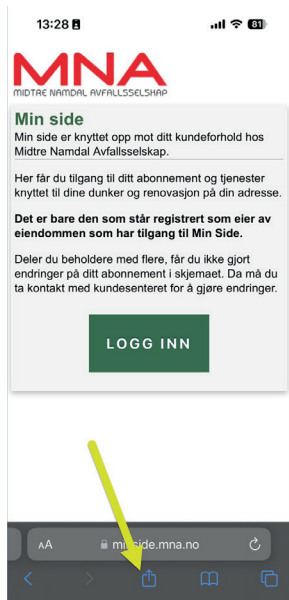 13:28
81
MNA
MIDTRE NAMDAL AVFALLSSELSKAP
Min side
Min side er knyttet opp mot ditt kundeforhold hos
Midtre Namdal Avfallsselskap.
Her får du tilgang til ditt abonnement og tjenester
knyttet til dine dunker og renovasjon på din adresse.
Det er bare den som står registrert som eier av
eiendommen som har tilgang til Min Side.
Deler du beholdere med flere, får du ikke gjort
endringer på ditt abonnement i skjemaet. Da må du
ta kontakt med kundesenteret for å gjøre endringer.
LOGG INN
AA
minside.mna.no